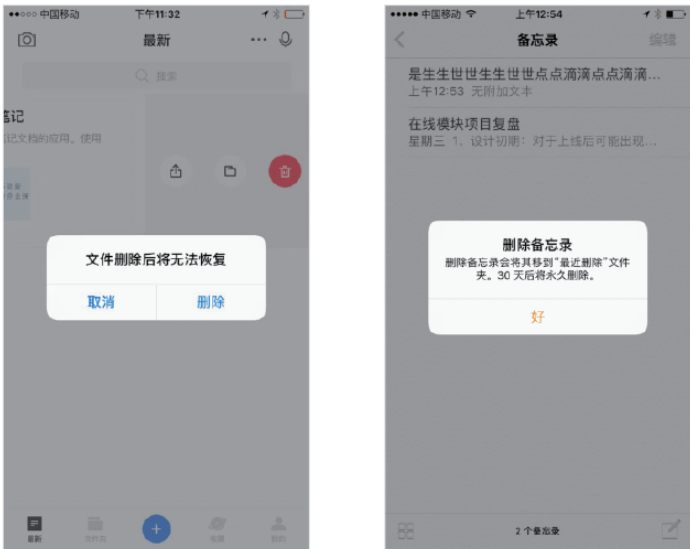 中国移动
下午11:32
最新
搜索
笔记
记文档的应用。使用
文件删除后将无法恢复
取消
删除
最新
文件夹
我的
中国移动
上午12:54
备忘录
编辑
是生生世世生生世世点点滴滴点点滴滴...
上午12:53 无附加文本
在线模块项目复盘
星期三 1、设计初期：对于上线后可能出现...
删除备忘录
删除备忘录会将其移到“最近删除”文件
夹。30 天后将永久删除。
好
2 个备忘录